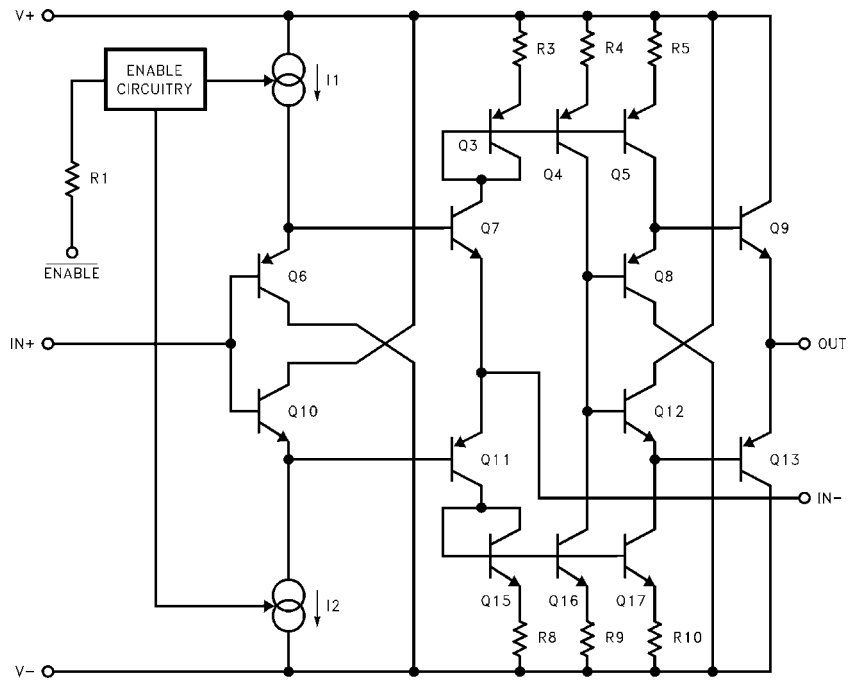 V+
R3
R4
R5
ENABLE
CIRCUITRY
I1
Q3
Q4
Q5
R1
Q7
Q9
ENABLE
Q6
Q8
IN+
OUT
Q10
Q12
Q11
Q13
IN-
I2
Q15
Q16
Q17
R8
R9
R10
V-